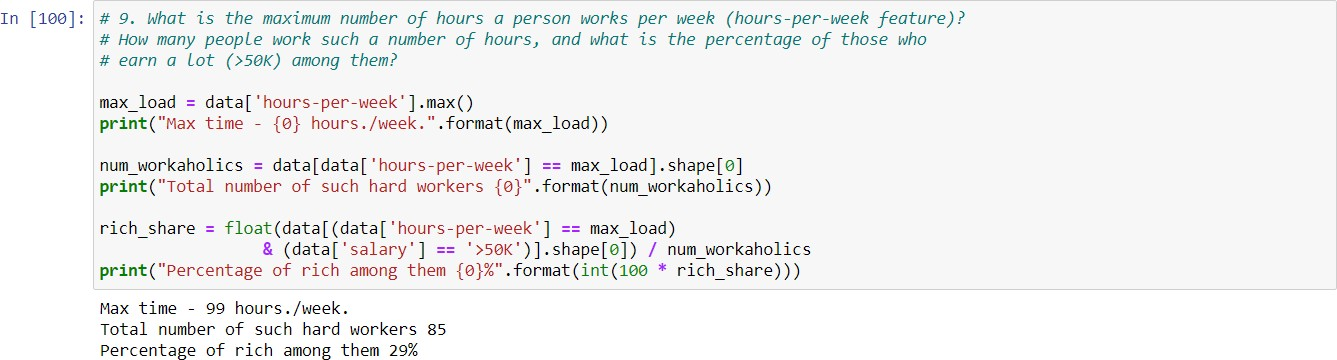 In [100]: # 9. What is the maximum number of hours a person works per week (hours-per-week feature)?
# How many people work such a number of hours, and what is the percentage of those who
# earn a lot (>50K) among them?
max_load = data['hours-per-week'].max()
print("Max time - {0} hours./week.".format(max_load))
num_workaholics = data[data['hours-per-week'] == max_load].shape[0]
print("Total number of such hard workers {0}".format(num_workaholics))
rich_share = float(data[(data['hours-per-week'] == max_load)
& (data['salary'] == '>50K')].shape[0]) / num_workaholics
print("Percentage of rich among them {0}%".format(int(100 * rich_share)))
Max time - 99 hours./week.
Total number of such hard workers 85
Percentage of rich among them 29%